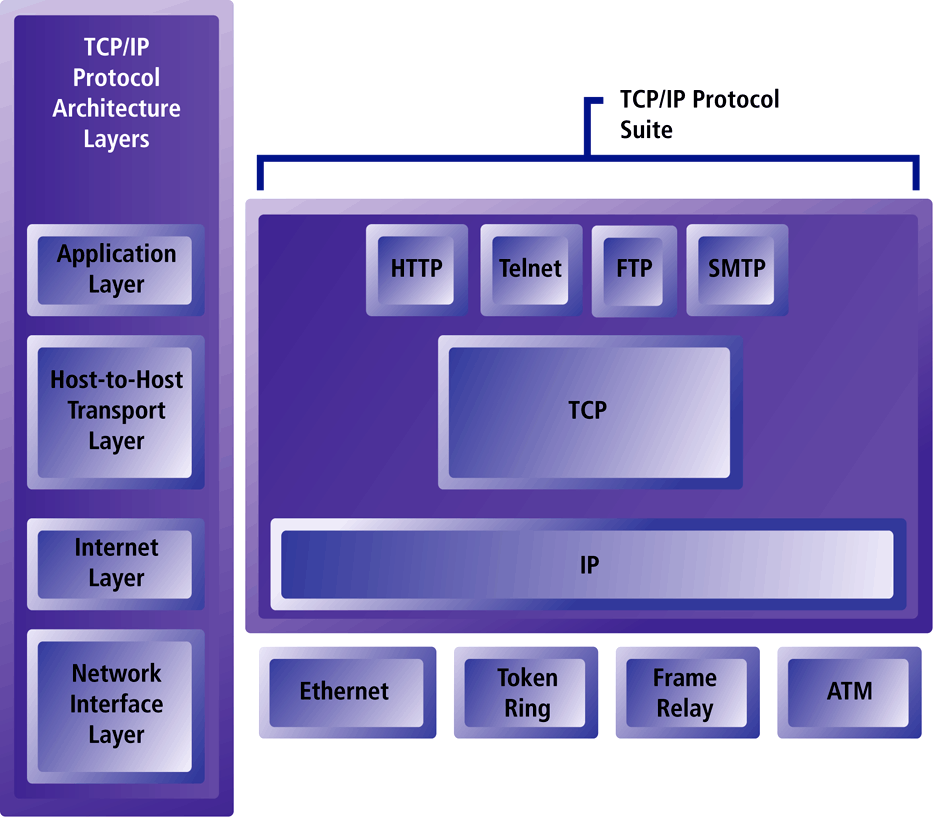 TCP/IP
Protocol
Architecture
Layers
Application
Layer
Host-to-Host
Transport
Layer
Internet
Layer
Network
Interface
Layer
TCP/IP Protocol
Suite
HTTP
Telnet
FTP
SMTP
TCP
IP
Ethernet
Token
Ring
Frame
Relay
ATM